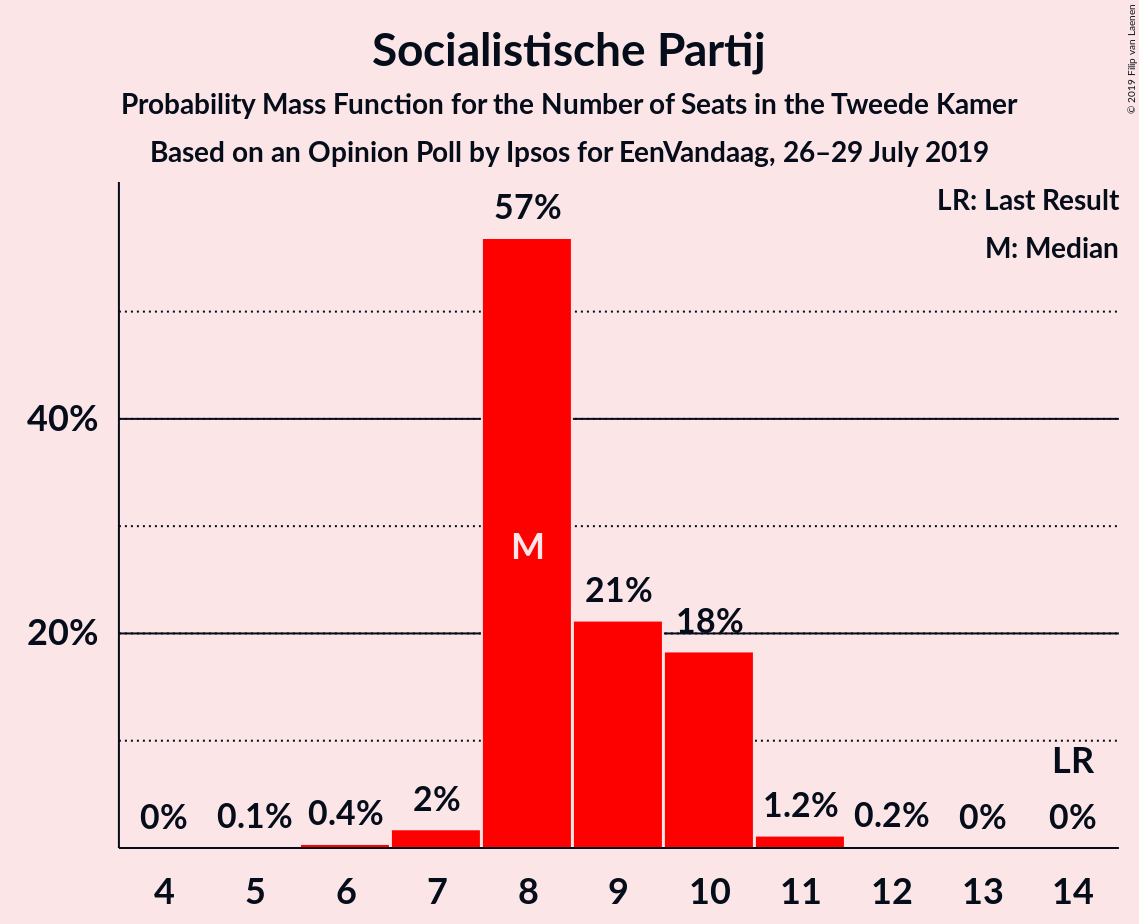 Socialistische Partij
Probability Mass Function for the Number of Seats in the Tweede Kamer
Based on an Opinion Poll by Ipsos for EenVandaag, 26–29 July 2019
© 2019 Filip van Laenen
LR: Last Result
M: Median
57%
40%
M
21%
18%
20%
LR
0%
0.1%
0.4%
2%
1.2%
0.2%
0%
0%
4 5 6 7 8 9 10 11 12 13 14